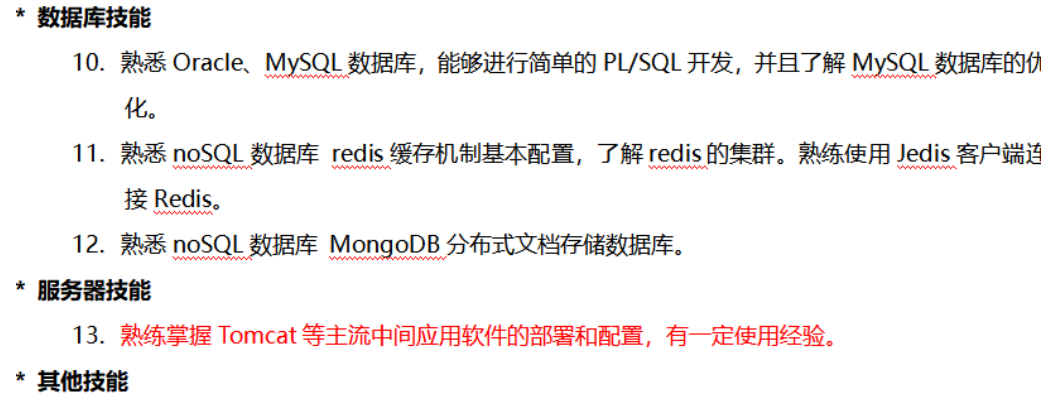 * 数据库技能
10. 熟悉 Oracle、MySQL 数据库，能够进行简单的 PL/SQL 开发，并且了解 MySQL 数据库的优
化。
11. 熟悉 noSQL 数据库 redis 缓存机制基本配置，了解 redis 的集群。熟练使用 Jedis 客户端连
接 Redis。
12. 熟悉 noSQL 数据库 MongoDB 分布式文档存储数据库。
* 服务器技能
13. 熟练掌握 Tomcat 等主流中间应用软件的部署和配置，有一定使用经验。
* 其他技能